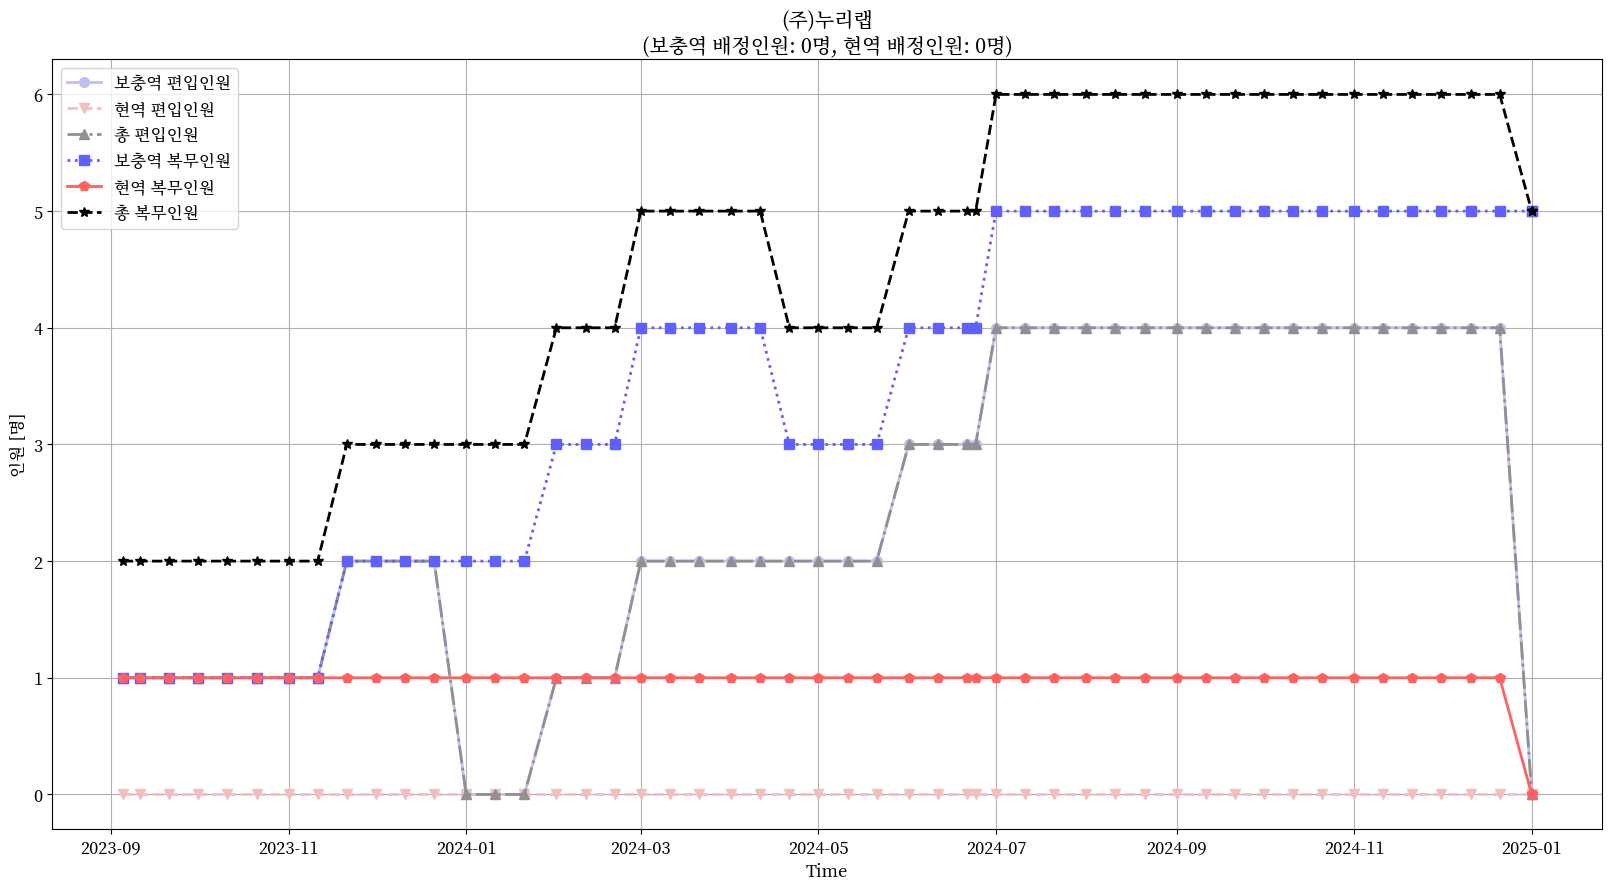 (주)누리랩
(보충역 배정인원: 0명, 현역 배정인원: 0명)
보충역 편입인원
현역 편입인원
총 편입인원
보충역 복무인원
현역 복무인원
총 복무인원
인원 [명]
6
5
4
3
2
1
0
2023-09
2023-11
2024-01
2024-03
2024-05
2024-07
2024-09
2024-11
2025-01
Time